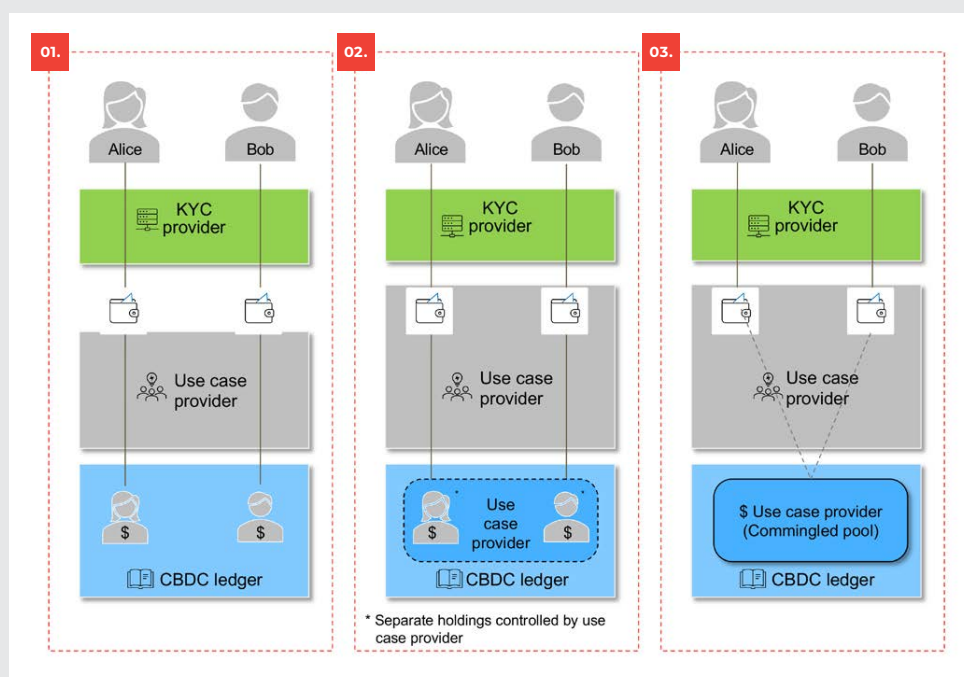 01.
Alice
Bob
KYC
provider
Use case
provider
$
$
CBDC ledger
02.
Alice
Bob
KYC
provider
Use case
provider
*
*
$
$
Use
case
provider
CBDC ledger
* Separate holdings controlled by use
case provider
03.
Alice
Bob
KYC
provider
Use case
provider
$ Use case provider
(Commingled pool)
CBDC ledger